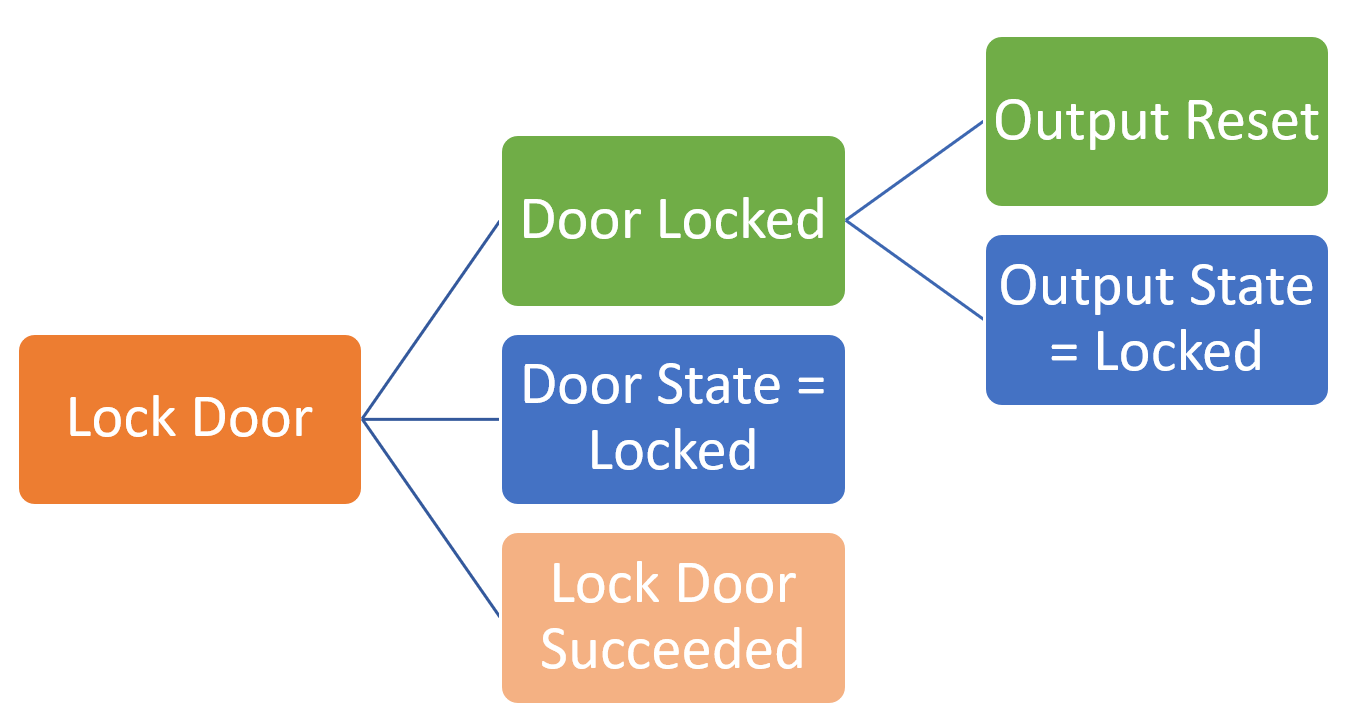 Lock Door
Door Locked
Door State =
Locked
Lock Door
Succeeded
Output Reset
Output State
= Locked